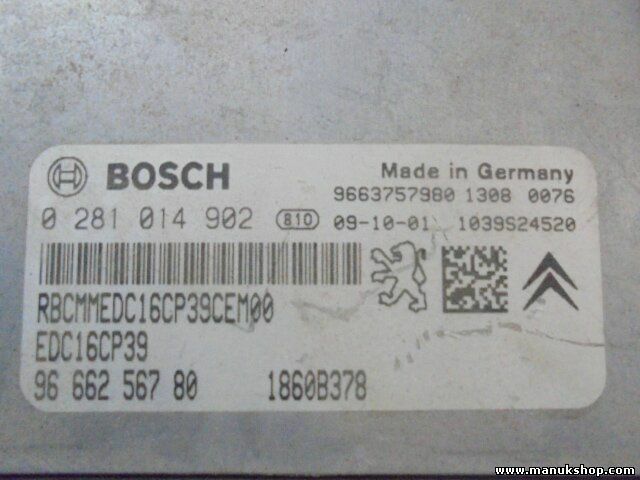 BOSCH
Made in Germany
9663757980 1308 0076
0 281 014 902 810 09-10-01 1039S24520
RBCMMEDC16CP39CEM00
EDC16CP39
96 662 567 80 1860B378
www.manukshop.com